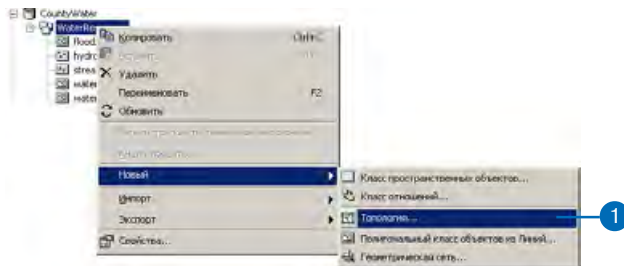 CountyWater
WaterRe
flood
hydro
strea
water
water
Копировать Ctrl+C
Вставить
Удалить
Переименовать F2
Обновить
Новый
Импорт
Экспорт
Свойства...
Класс пространственных объектов...
Класс отношений...
Топология...
Полигональный класс объектов из Линий...
Геометрическая сеть...
1